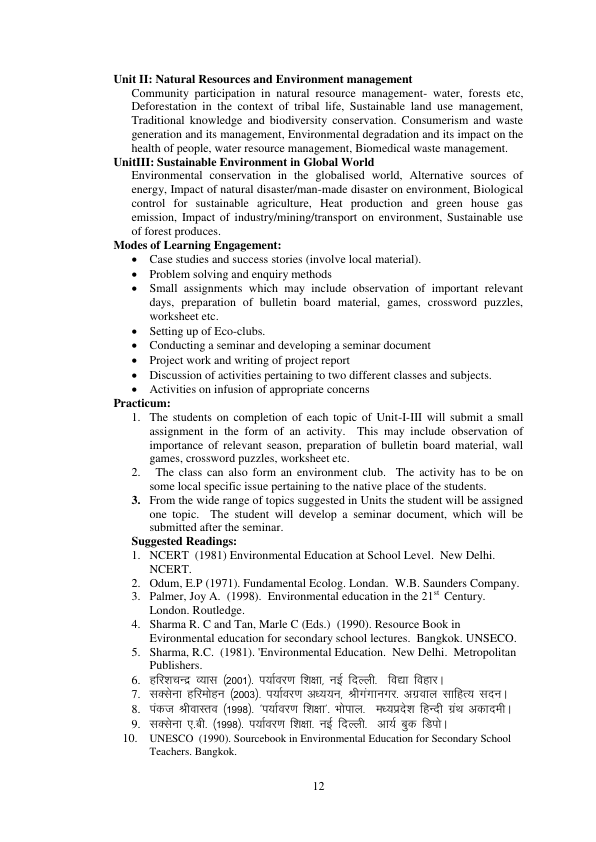 Unit II: Natural Resources and Environment management
Community participation in natural resource management- water, forests etc,
Deforestation in the context of tribal life, Sustainable land use management,
Traditional knowledge and biodiversity conservation. Consumerism and waste
generation and its management, Environmental degradation and its impact on the
health of people, water resource management, Biomedical waste management.
UnitIII: Sustainable Environment in Global World
Environmental conservation in the globalised world, Alternative sources of
energy, Impact of natural disaster/man-made disaster on environment, Biological
control for sustainable agriculture, Heat production and green house gas
emission, Impact of industry/mining/transport on environment, Sustainable use
of forest produces.
Modes of Learning Engagement:
• Case studies and success stories (involve local material).
• Problem solving and enquiry methods
• Small assignments which may include observation of important relevant
days, preparation of bulletin board material, games, crossword puzzles,
worksheet etc.
• Setting up of Eco-clubs.
• Conducting a seminar and developing a seminar document
• Project work and writing of project report
• Discussion of activities pertaining to two different classes and subjects.
• Activities on infusion of appropriate concerns
Practicum:
1. The students on completion of each topic of Unit-I-III will submit a small
assignment in the form of an activity. This may include observation of
importance of relevant season, preparation of bulletin board material, wall
games, crossword puzzles, worksheet etc.
2. The class can also form an environment club. The activity has to be on
some local specific issue pertaining to the native place of the students.
3. From the wide range of topics suggested in Units the student will be assigned
one topic. The student will develop a seminar document, which will be
submitted after the seminar.
Suggested Readings:
1. NCERT (1981) Environmental Education at School Level. New Delhi.
NCERT.
2. Odum, E.P (1971). Fundamental Ecolog. Londan. W.B. Saunders Company.
3. Palmer, Joy A. (1998). Environmental education in the 21st Century.
London. Routledge.
4. Sharma R. C and Tan, Marle C (Eds.) (1990). Resource Book in
Evironmental education for secondary school lectures. Bangkok. UNSECO.
5. Sharma, R.C. (1981). 'Environmental Education. New Delhi. Metropolitan
Publishers.
6. हरिशचन्द्र व्यास (2001). पर्यावरण शिक्षा, नई दिल्ली. विद्या विहार।
7. सक्सेना हरिमोहन (2003). पर्यावरण अध्ययन, श्रीगंगानगर. अग्रवाल साहित्य सदन।
8. पंकज श्रीवास्तव (1998). 'पर्यावरण शिक्षा'. भोपाल. मध्यप्रदेश हिन्दी ग्रंथ अकादमी।
9. सक्सेना ए.बी. (1998). पर्यावरण शिक्षा. नई दिल्ली. आर्य बुक डिपो।
10. UNESCO (1990). Sourcebook in Environmental Education for Secondary School
Teachers. Bangkok.
12